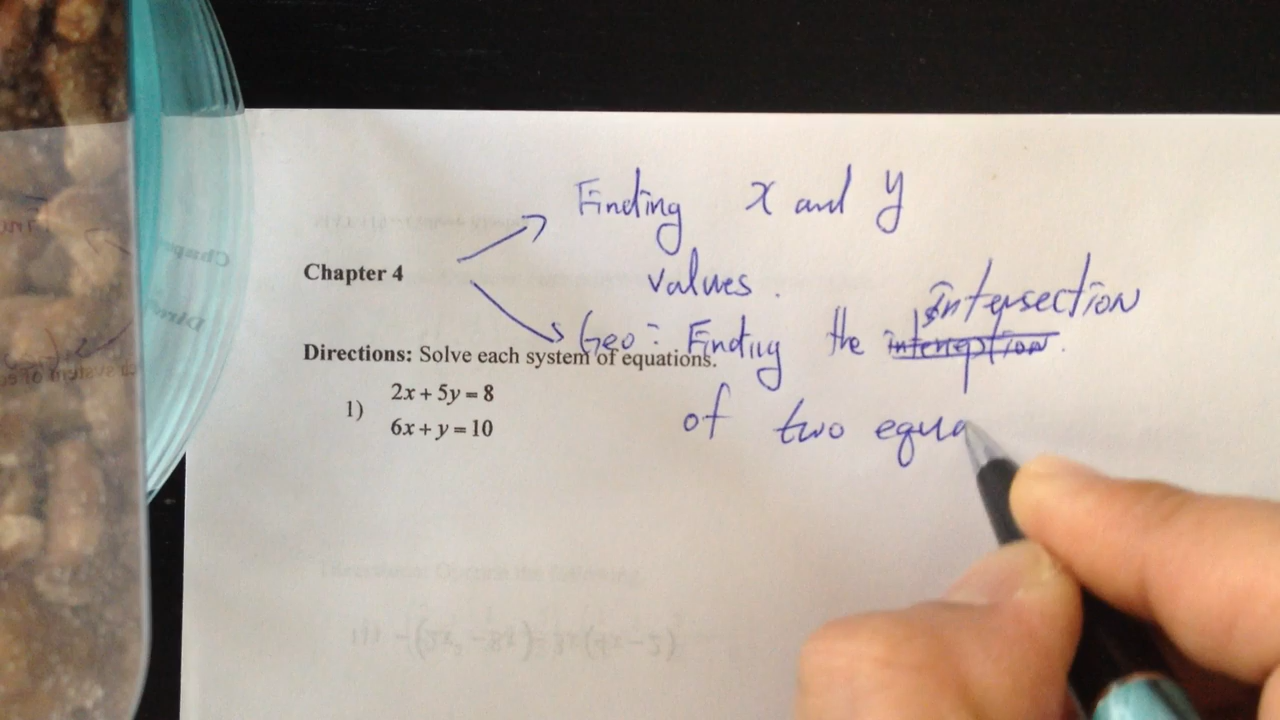 Finding x and y
values.
Chapter 4
intersection
Geo: Finding the interception.
Directions: Solve each system of equations.
of two equa
1) 2x + 5y = 8
6x + y = 10